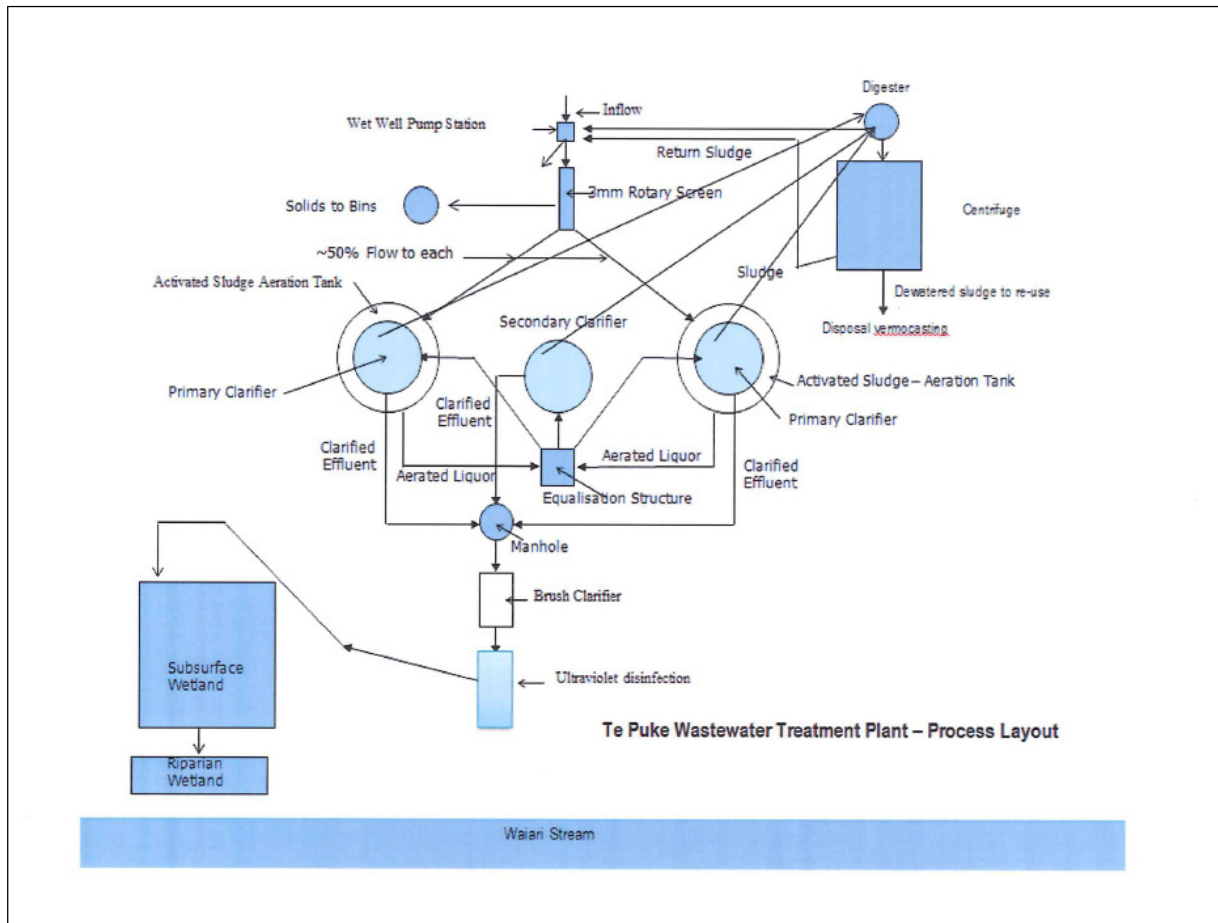 Digester
Inflow
Wet Well Pump Station
Return Sludge
3mm Rotary Screen
Solids to Bins
Centrifuge
~50% Flow to each
Sludge
Activated Sludge Aeration Tank
Dewatered sludge to re-use
Secondary Clarifier
Disposal vermocasting
Activated Sludge – Aeration Tank
Primary Clarifier
Primary Clarifier
Clarified
Effluent
Clarified
Effluent
Aerated Liquor
Aerated Liquor
Clarified
Effluent
Equalisation Structure
Manhole
Brush Clarifier
Subsurface
Wetland
Ultraviolet disinfection
Te Puke Wastewater Treatment Plant – Process Layout
Riparian
Wetland
Waiari Stream